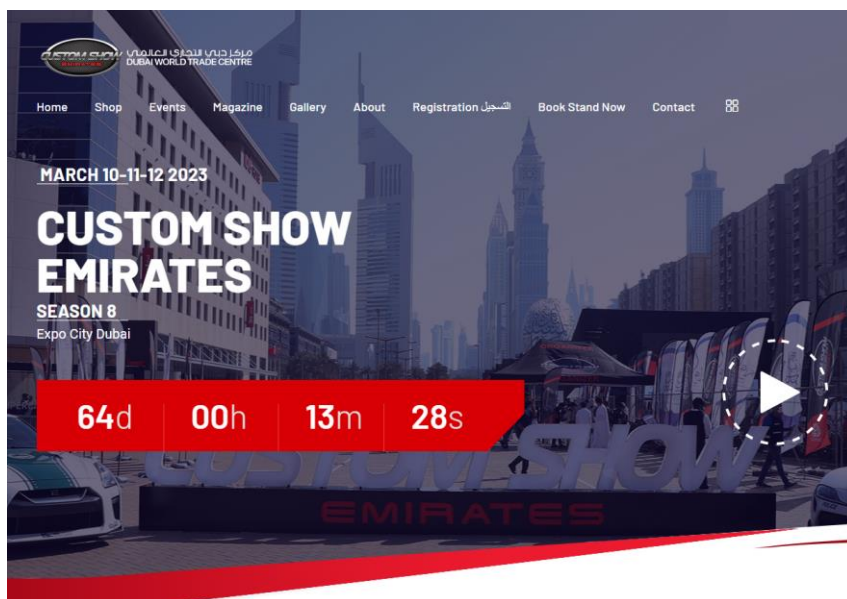 CUSTOM SHOW
EMIRATES
مركز دبي التجاري العالمي
DUBAI WORLD TRADE CENTRE
Home Shop Events Magazine Gallery About Registration التسجيل Book Stand Now Contact
MARCH 10-11-12 2023
CUSTOM SHOW
EMIRATES
SEASON 8
Expo City Dubai
64d 00h 13m 28s
CUSTOM SHOW
EMIRATES